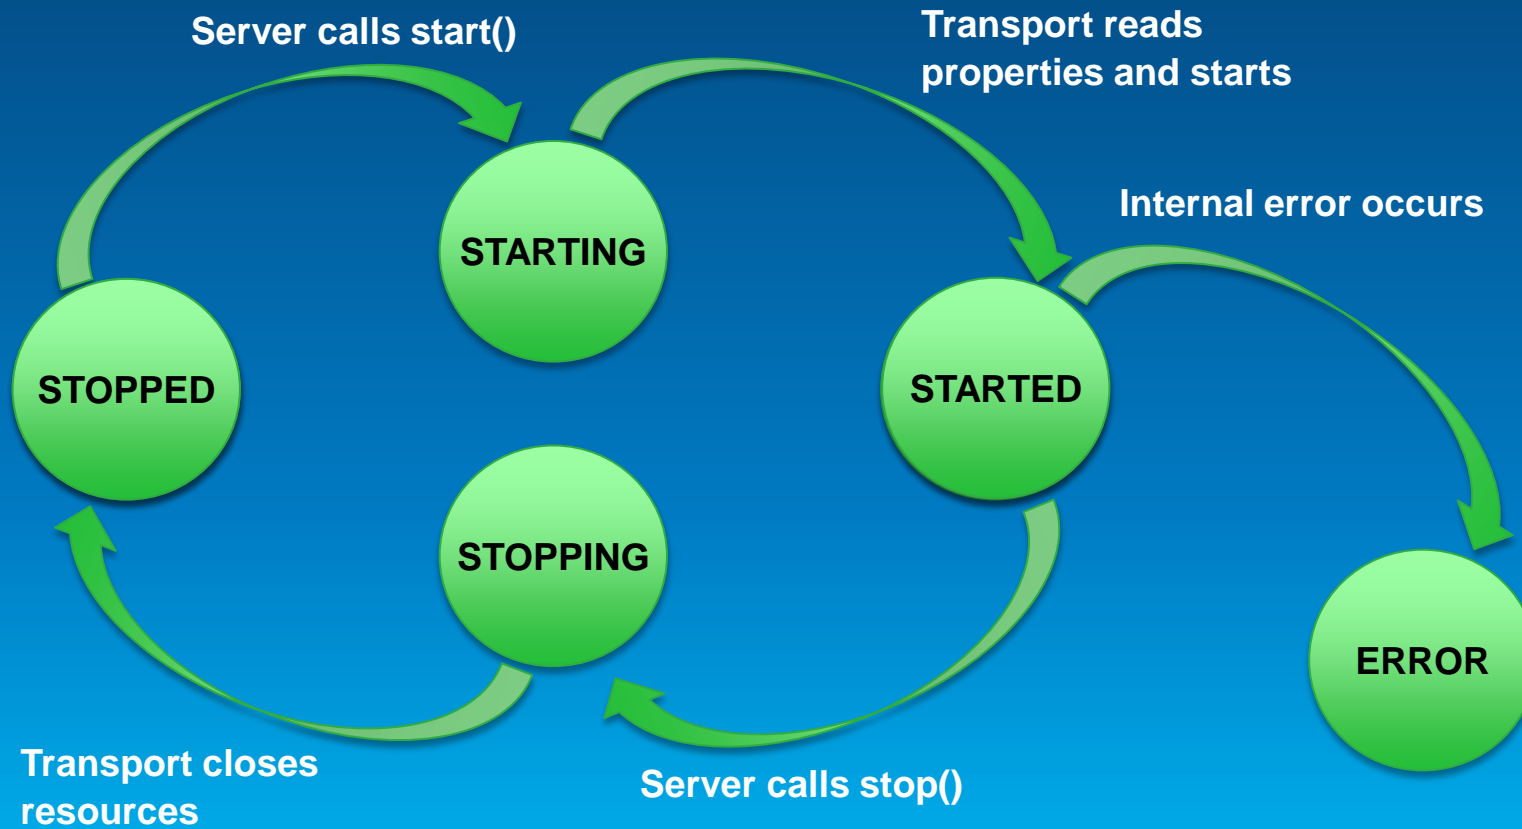 Server calls start()
Transport reads
properties and starts
Internal error occurs
STARTING
STOPPED
STARTED
STOPPING
ERROR
Transport closes
resources
Server calls stop()